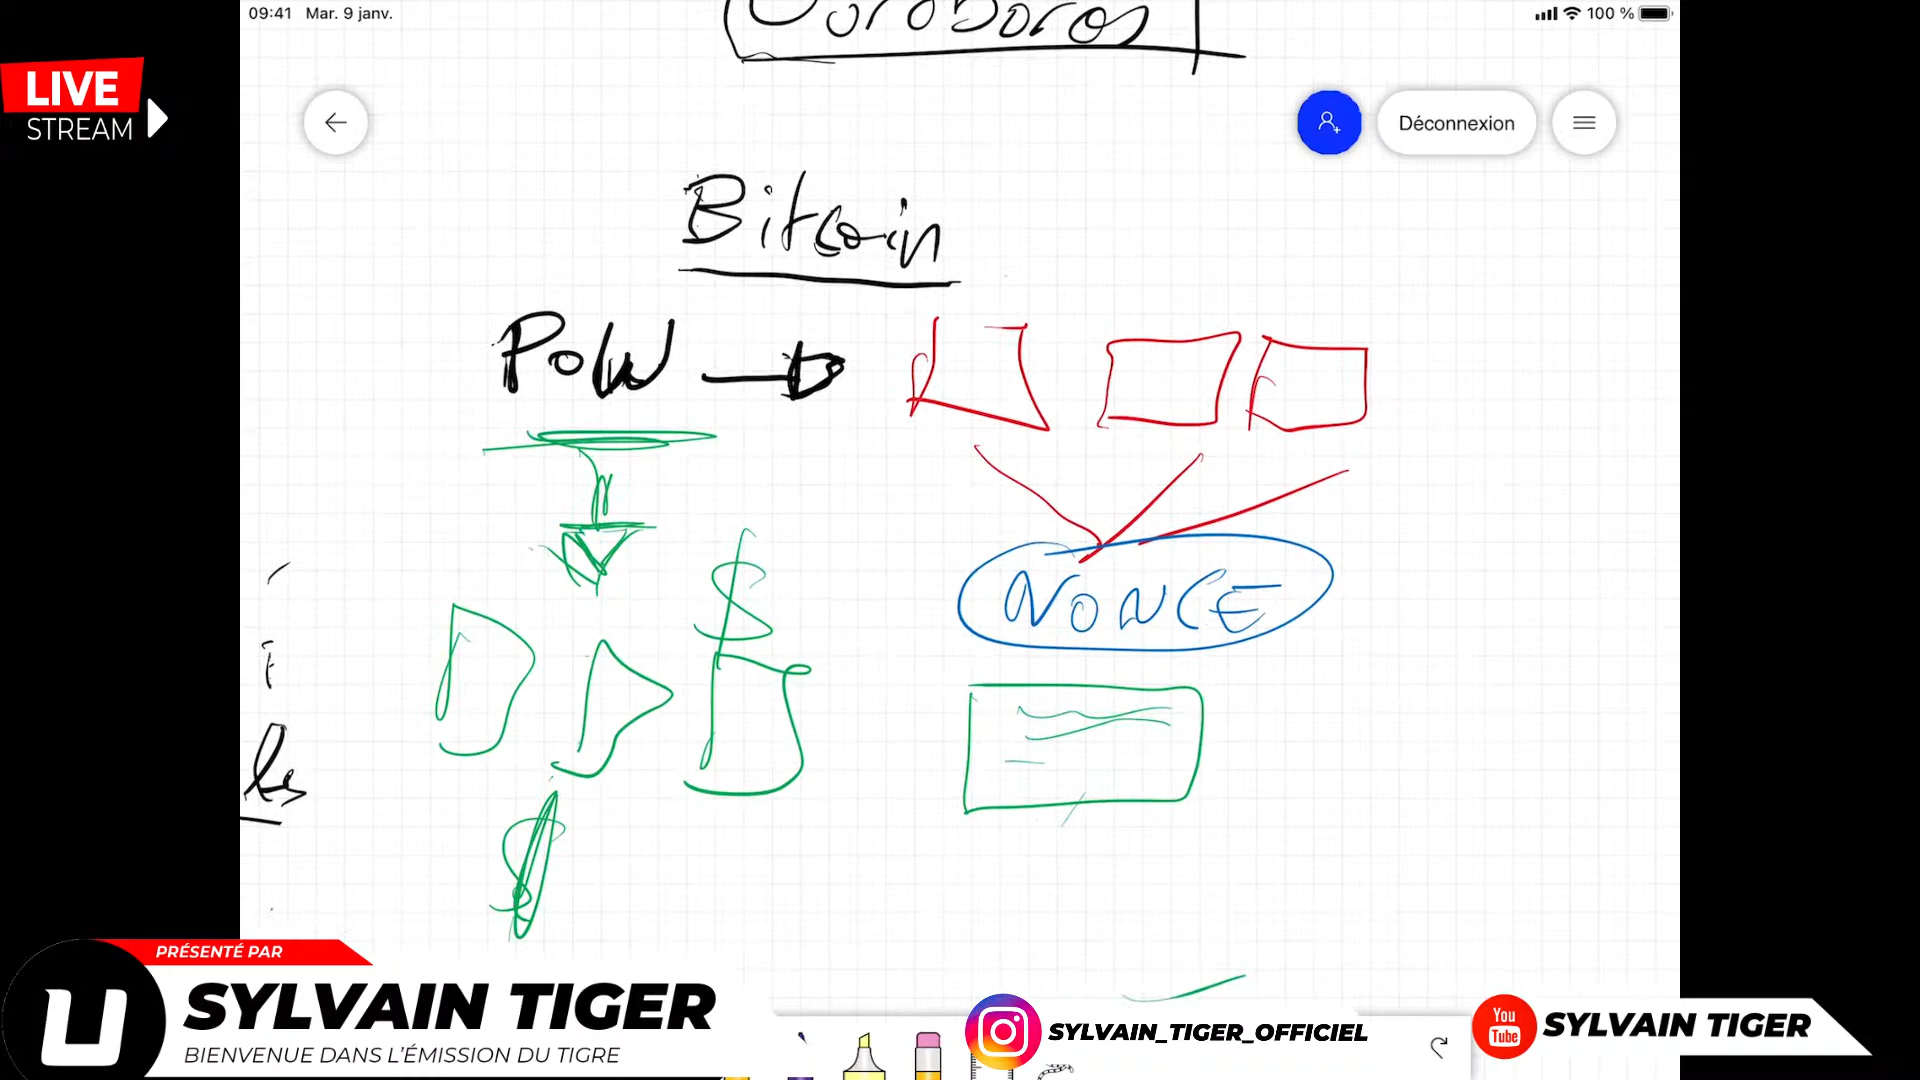 09:41 Mar. 9 janv.
100 %
Ouroboros
LIVE
STREAM
Déconnexion
Bitcoin
PoW
$
NONCE
les
$
PRÉSENTÉ PAR
SYLVAIN TIGER
BIENVENUE DANS L'ÉMISSION DU TIGRE
SYLVAIN_TIGER_OFFICIEL
You
Tube
SYLVAIN TIGER